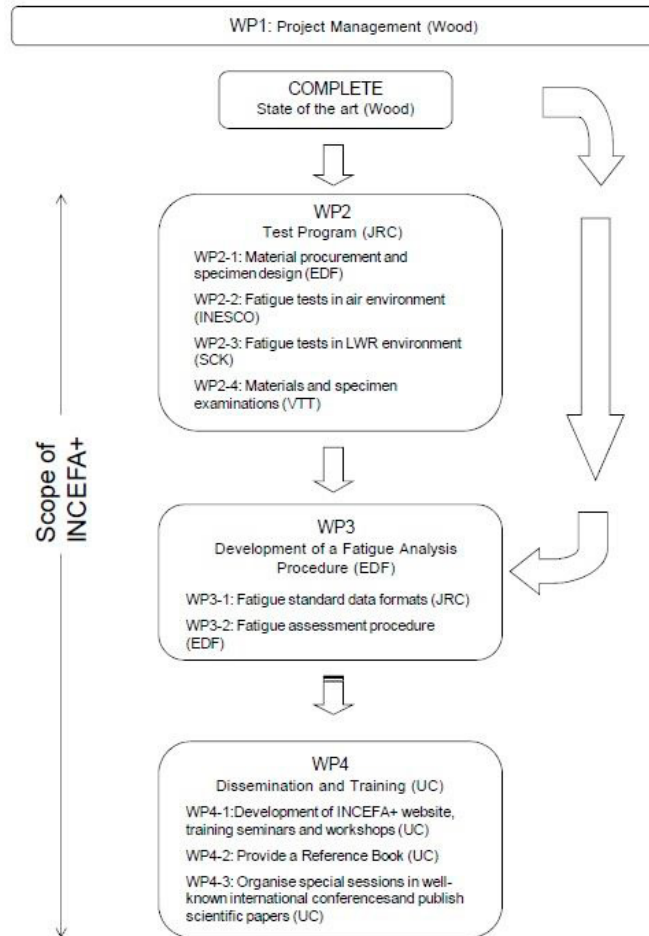 WP1: Project Management (Wood)
COMPLETE
State of the art (Wood)
Scope of
INCEFA+
WP2
Test Program (JRC)
WP2-1: Material procurement and
specimen design (EDF)
WP2-2: Fatigue tests in air environment
(INESCO)
WP2-3: Fatigue tests in LWR environment
(SCK)
WP2-4: Materials and specimen
examinations (VTT)
WP3
Development of a Fatigue Analysis
Procedure (EDF)
WP3-1: Fatigue standard data formats (JRC)
WP3-2: Fatigue assessment procedure
(EDF)
WP4
Dissemination and Training (UC)
WP4-1:Development of INCEFA+ website,
training seminars and workshops (UC)
WP4-2: Provide a Reference Book (UC)
WP4-3: Organise special sessions in well-
known international conferencesand publish
scientific papers (UC)